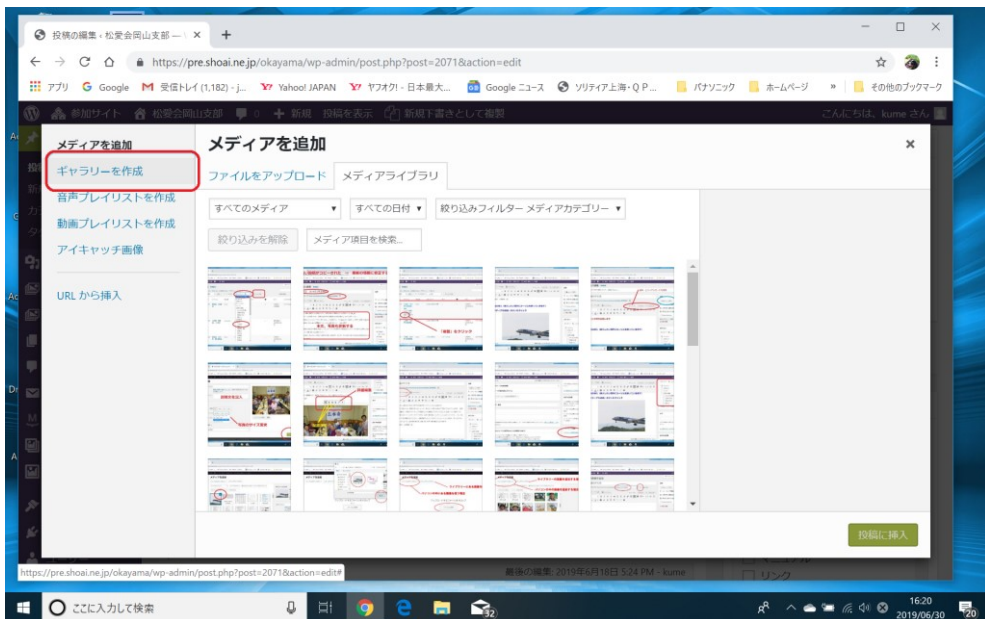 投稿の編集 ‹ 松愛会岡山支部 —
https://pre.shoai.ne.jp/okayama/wp-admin/post.php?post=2071&action=edit
アプリ Google 受信トレイ (1,182) - j... Yahoo! JAPAN ヤフオク! - 日本最大... Google ニュース ソリティア上海・Q P... パナソニック ホームページ » その他のブックマーク
参加サイト 松愛会岡山支部 0 新規 投稿を表示 新規下書きとして複製 こんにちは、kume さん
メディアを追加
ギャラリーを作成
音声プレイリストを作成
動画プレイリストを作成
アイキャッチ画像
URL から挿入
メディアを追加
ファイルをアップロード メディアライブラリ
すべてのメディア すべての日付 絞り込みフィルター メディアカテゴリー
絞り込みを解除 メディア項目を検索...
「複製」をクリック
投稿に挿入
https://pre.shoai.ne.jp/okayama/wp-admin/post.php?post=2071&action=edit#
最後の編集: 2019年6月18日 5:24 PM - kume
リンク
ここに入力して検索
32
16:20
2019/06/30
20